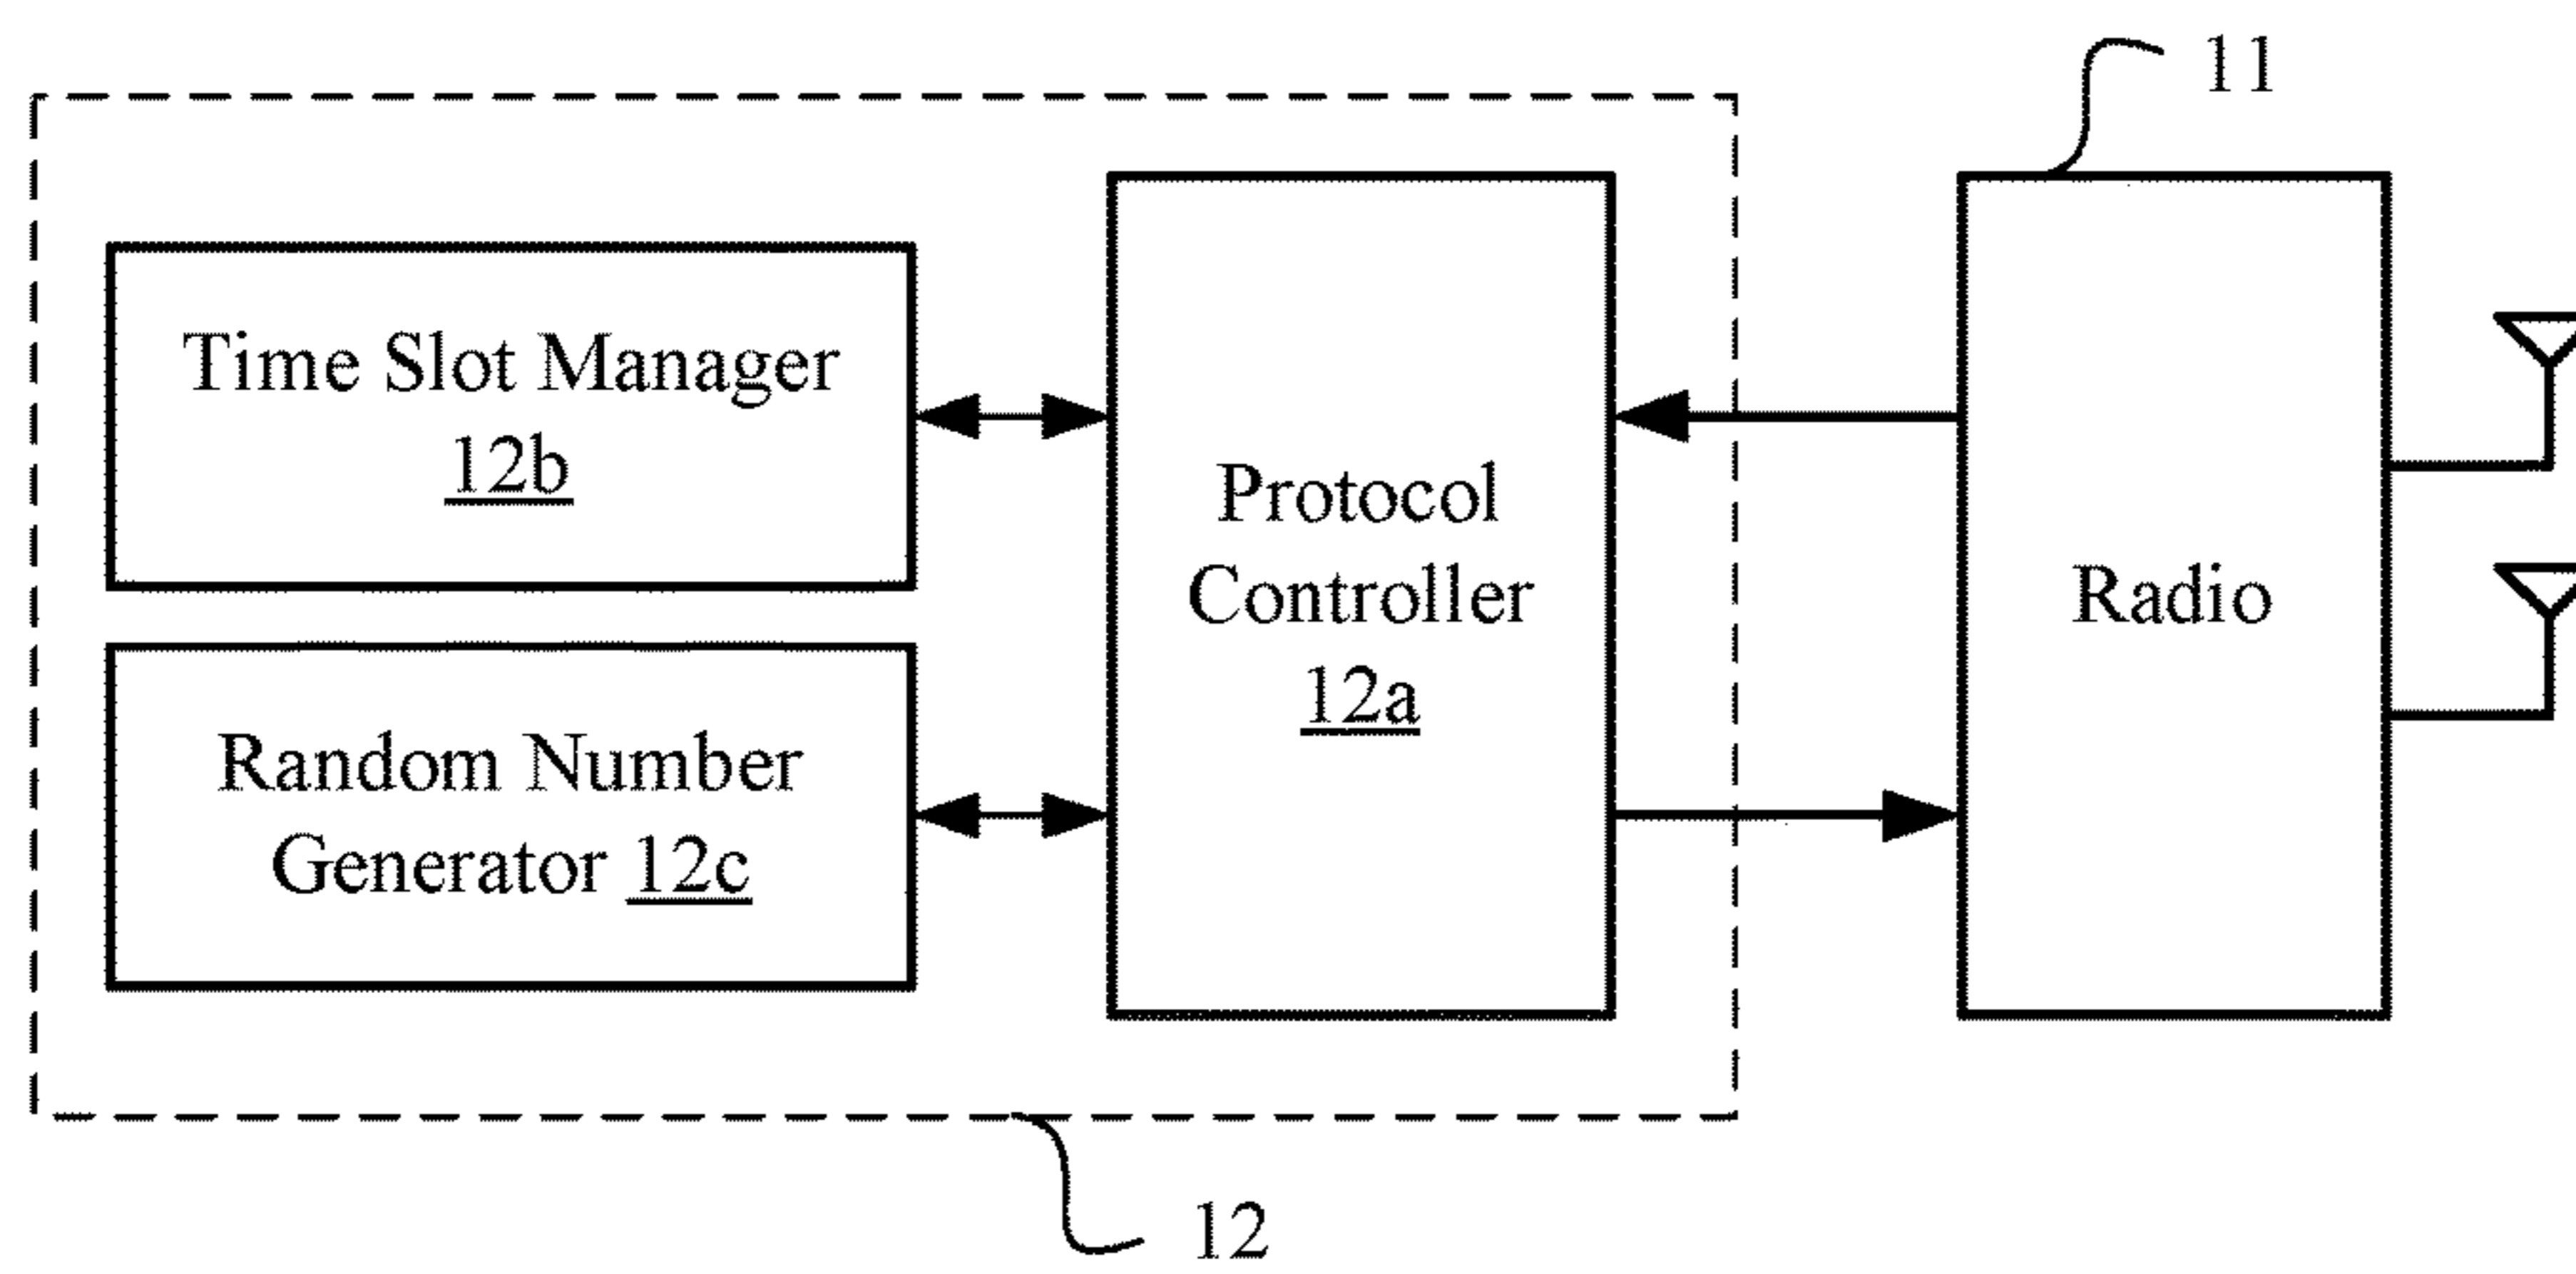 11
Time Slot Manager
12b
Protocol
Controller
12a
Radio
Random Number
Generator 12c
12